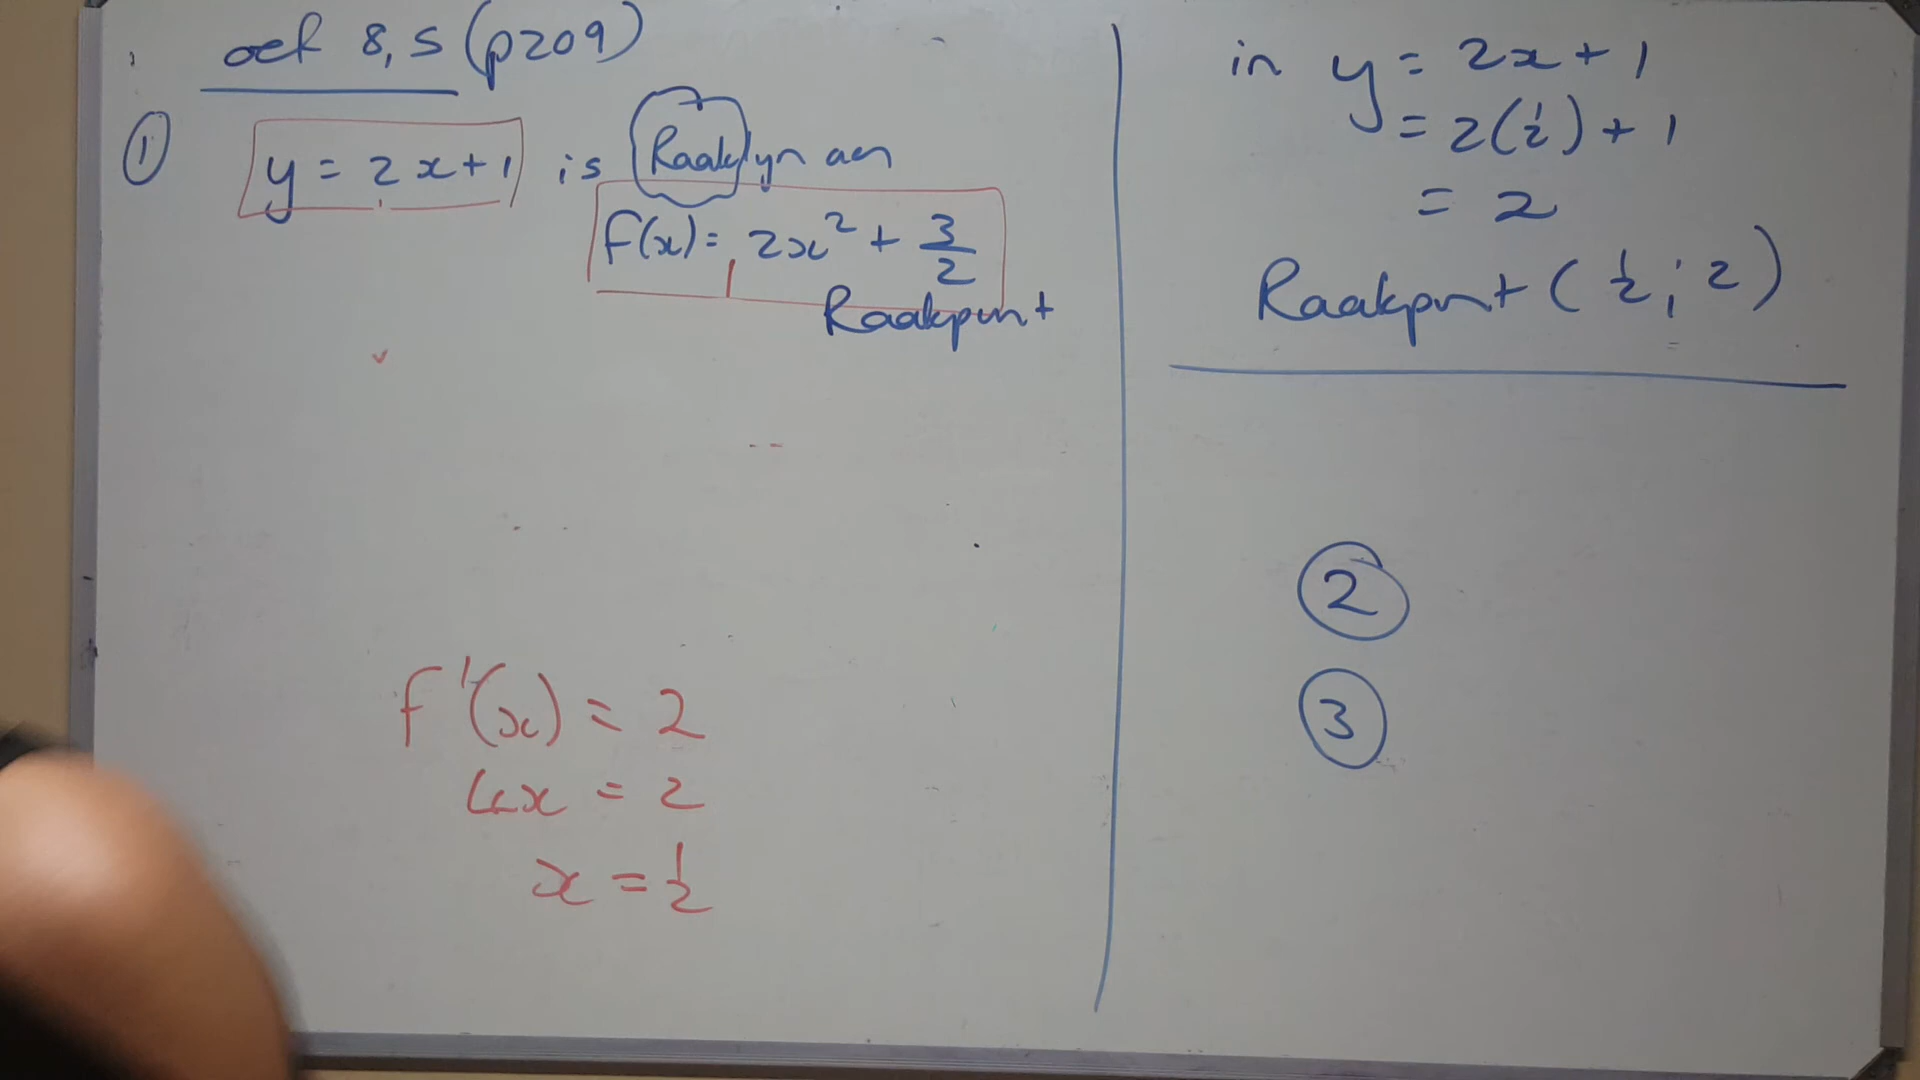 oef 8,5 (p209)
① y = 2x+1 is Raaklyn aan
f(x) = 2x² + 3/2
Raakpunt
f'(x) = 2
4x = 2
x = ½
in y = 2x + 1
y = 2(½) + 1
= 2
Raakpunt (½ ; 2)
②
③